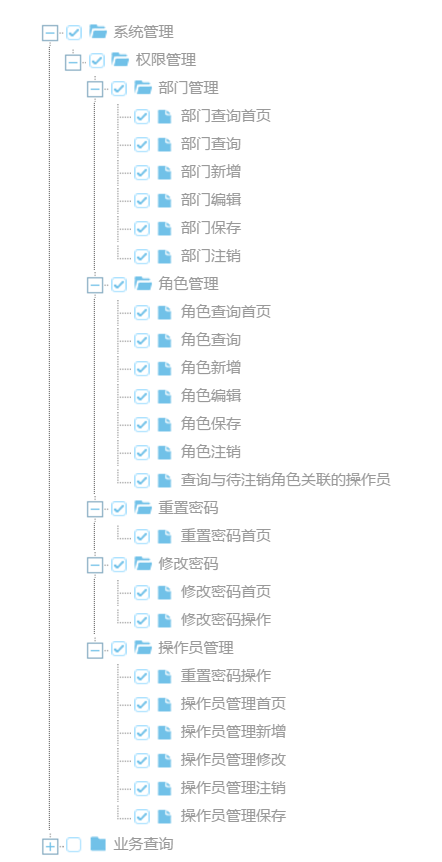 系统管理
权限管理
部门管理
部门查询首页
部门查询
部门新增
部门编辑
部门保存
部门注销
角色管理
角色查询首页
角色查询
角色新增
角色编辑
角色保存
角色注销
查询与待注销角色关联的操作员
重置密码
重置密码首页
修改密码
修改密码首页
修改密码操作
操作员管理
重置密码操作
操作员管理首页
操作员管理新增
操作员管理修改
操作员管理注销
操作员管理保存
业务查询